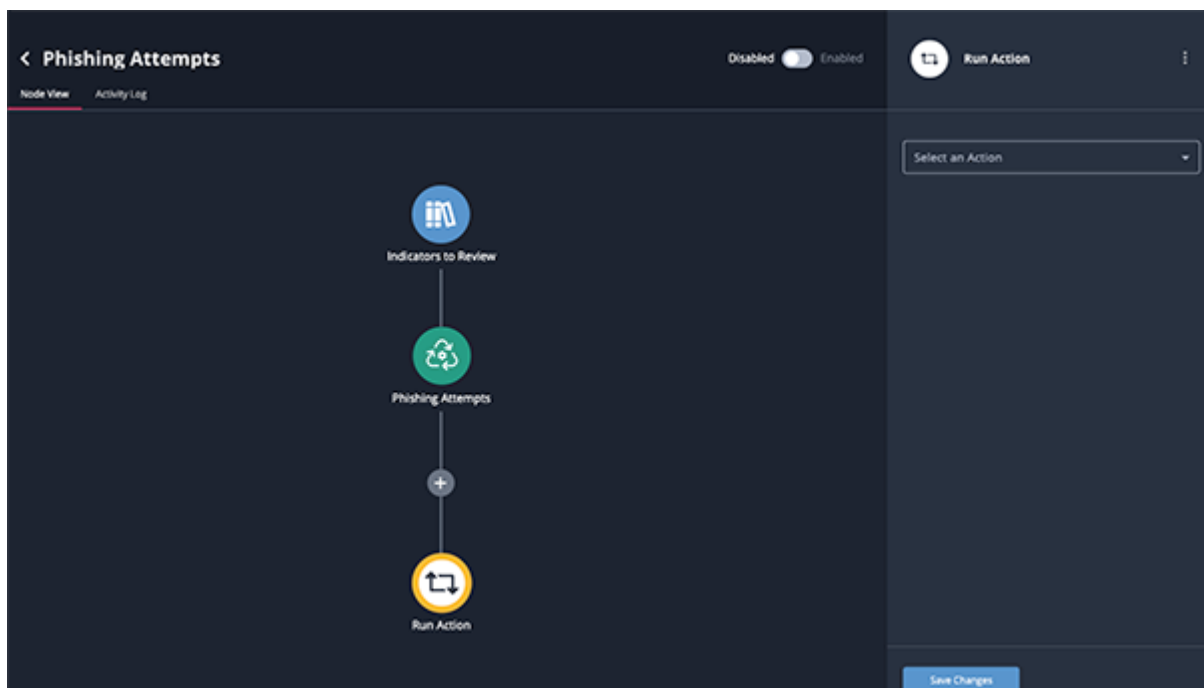 Phishing Attempts
Disabled Enabled
Run Action
Node View Activity Log
Select an Action
Indicators to Review
Phishing Attempts
Run Action
Save Changes